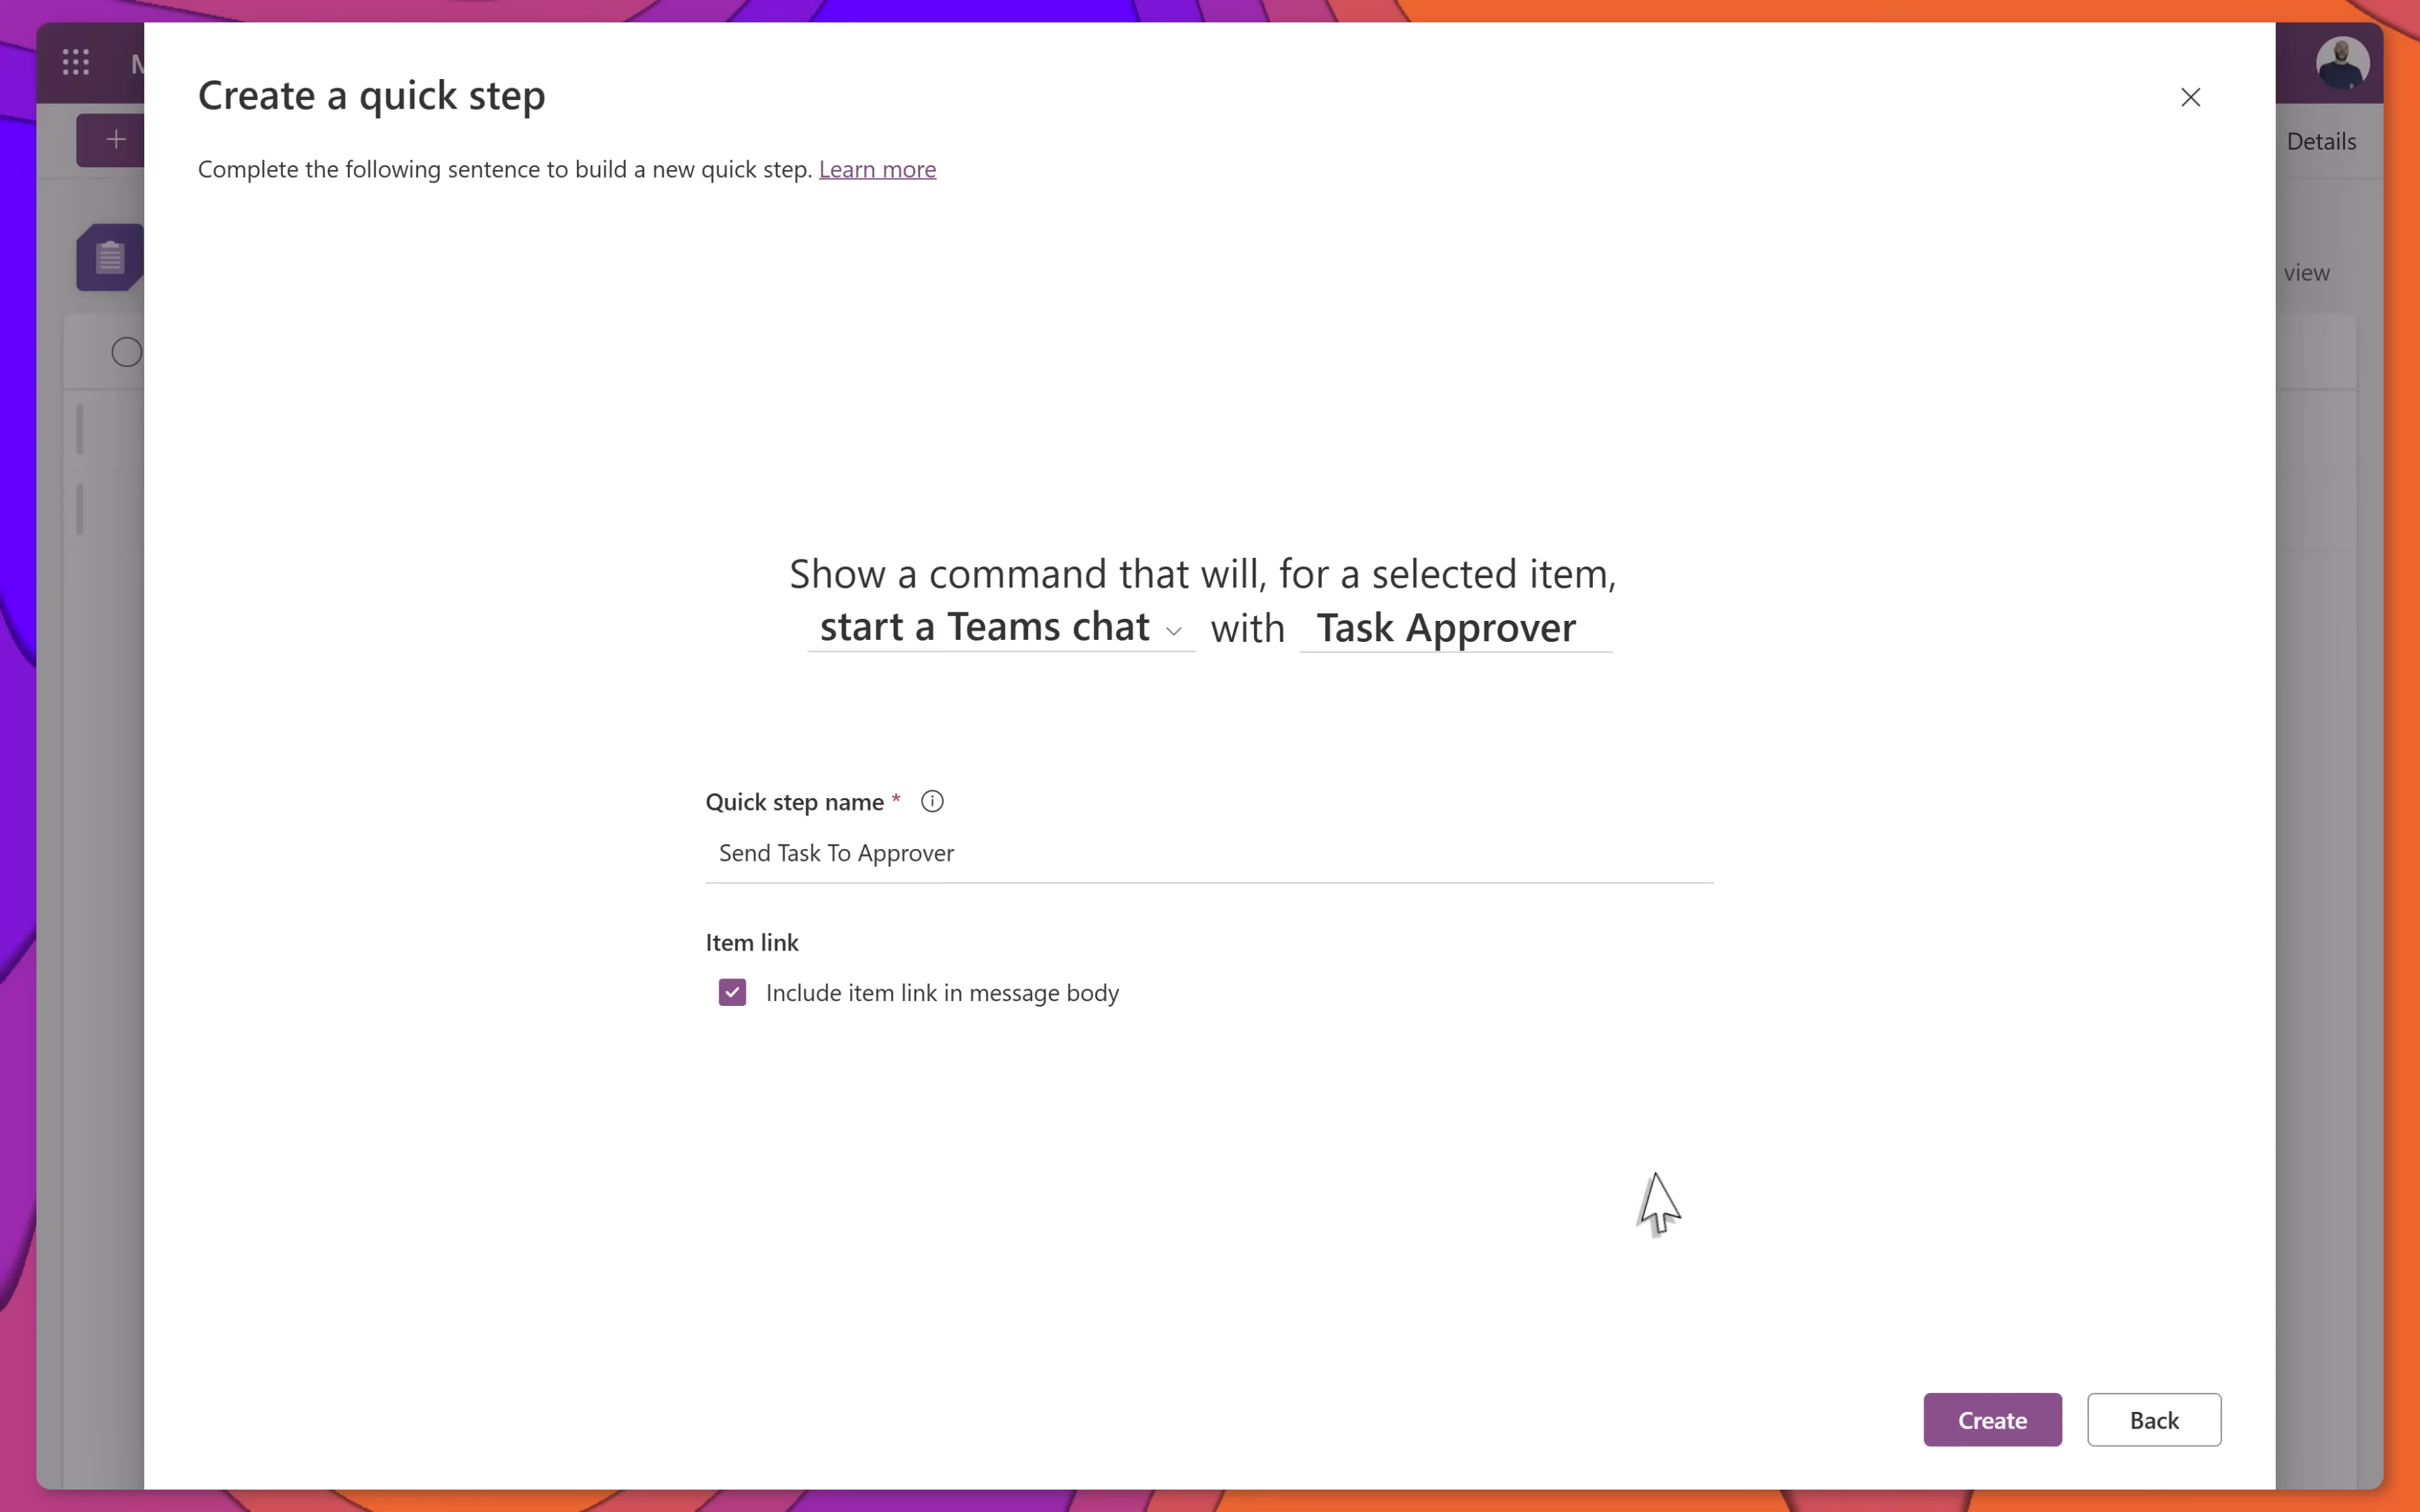 Create a quick step
Details
Complete the following sentence to build a new quick step. Learn more
view
Show a command that will, for a selected item,
start a Teams chat with Task Approver
Quick step name *
Send Task To Approver
Item link
Include item link in message body
Create Back